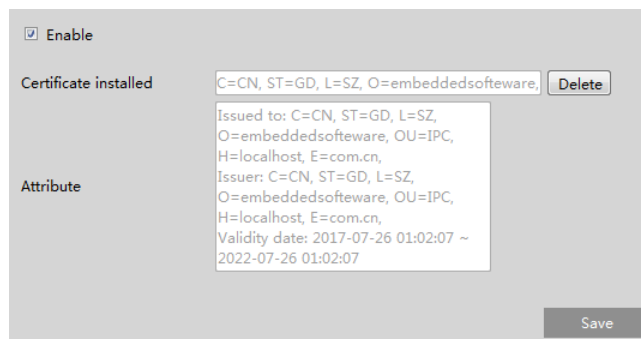 Enable
Certificate installed
C=CN, ST=GD, L=SZ, O=embeddedsofteware,
Delete
Attribute
Issued to: C=CN, ST=GD, L=SZ,
O=embeddedsofteware, OU=IPC,
H=localhost, E=com.cn,
Issuer: C=CN, ST=GD, L=SZ,
O=embeddedsofteware, OU=IPC,
H=localhost, E=com.cn,
Validity date: 2017-07-26 01:02:07 ~
2022-07-26 01:02:07
Save